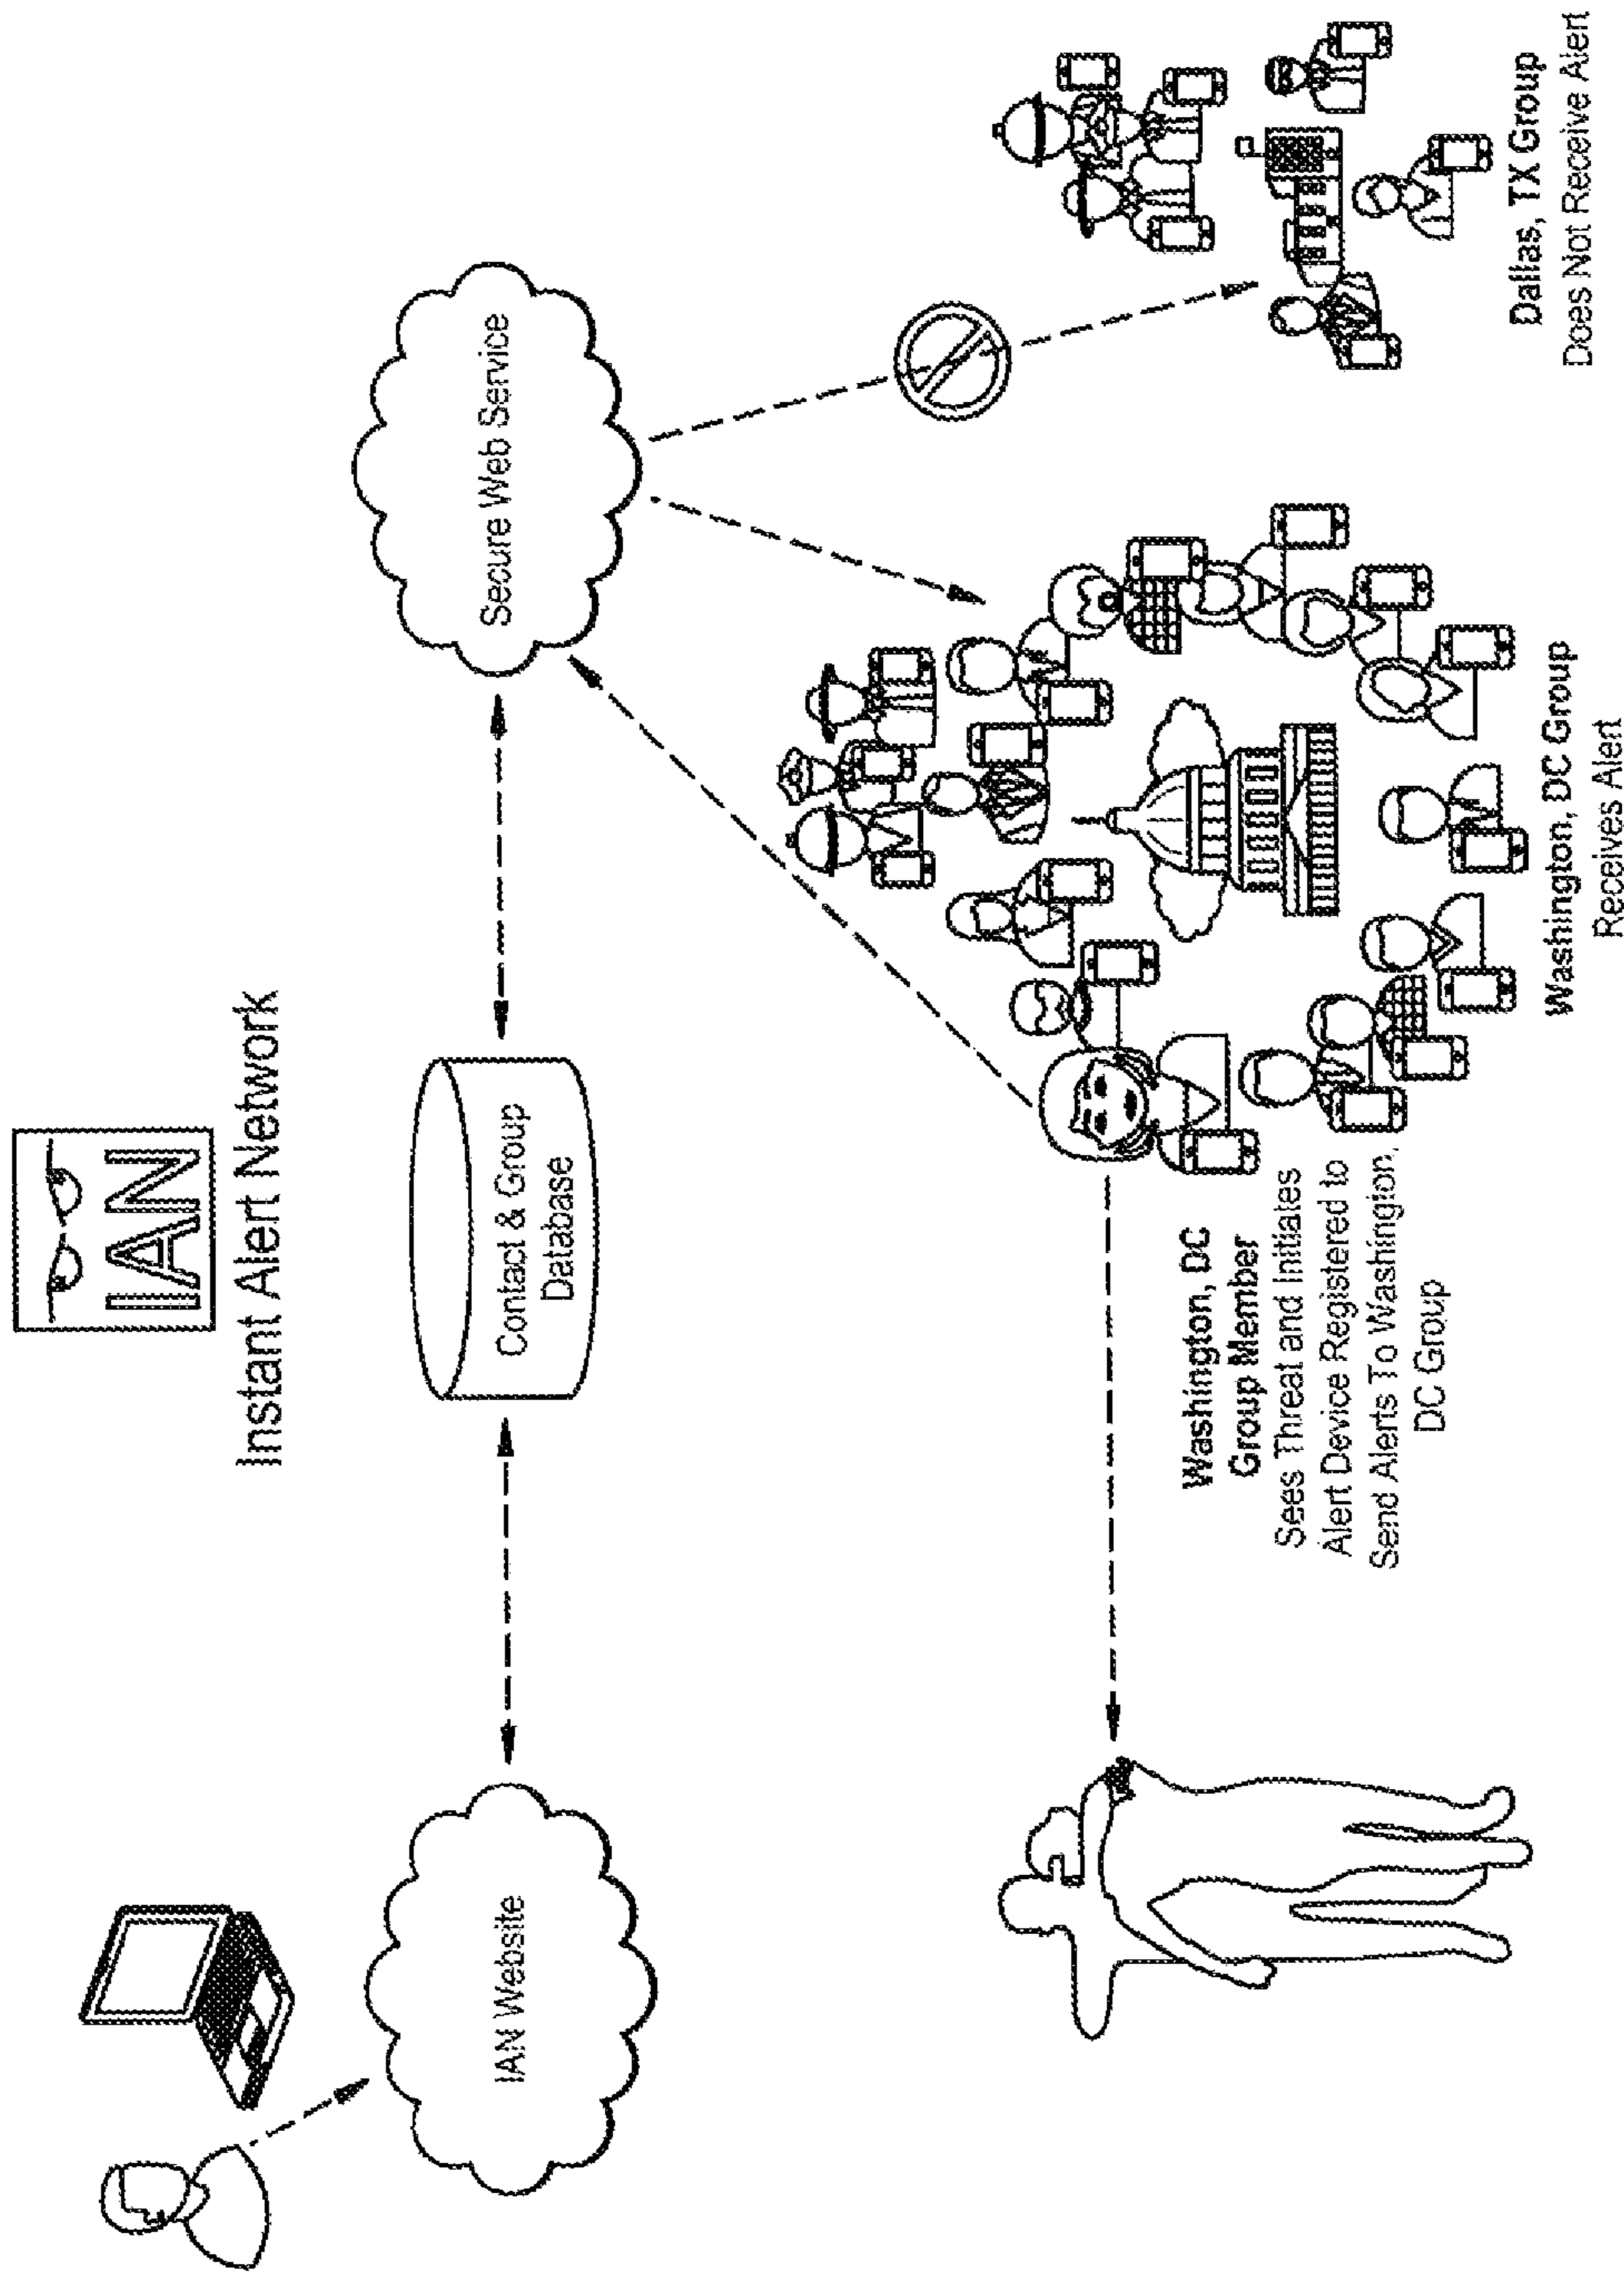 IAN
Instant Alert Network
IAN Website
Contact & Group
Database
Secure Web Service
Washington, DC
Group Member
Sees Threat and Initiates
Alert Device Registered to
Send Alerts To Washington,
DC Group
Washington, DC Group
Receives Alert
Dallas, TX Group
Does Not Receive Alert